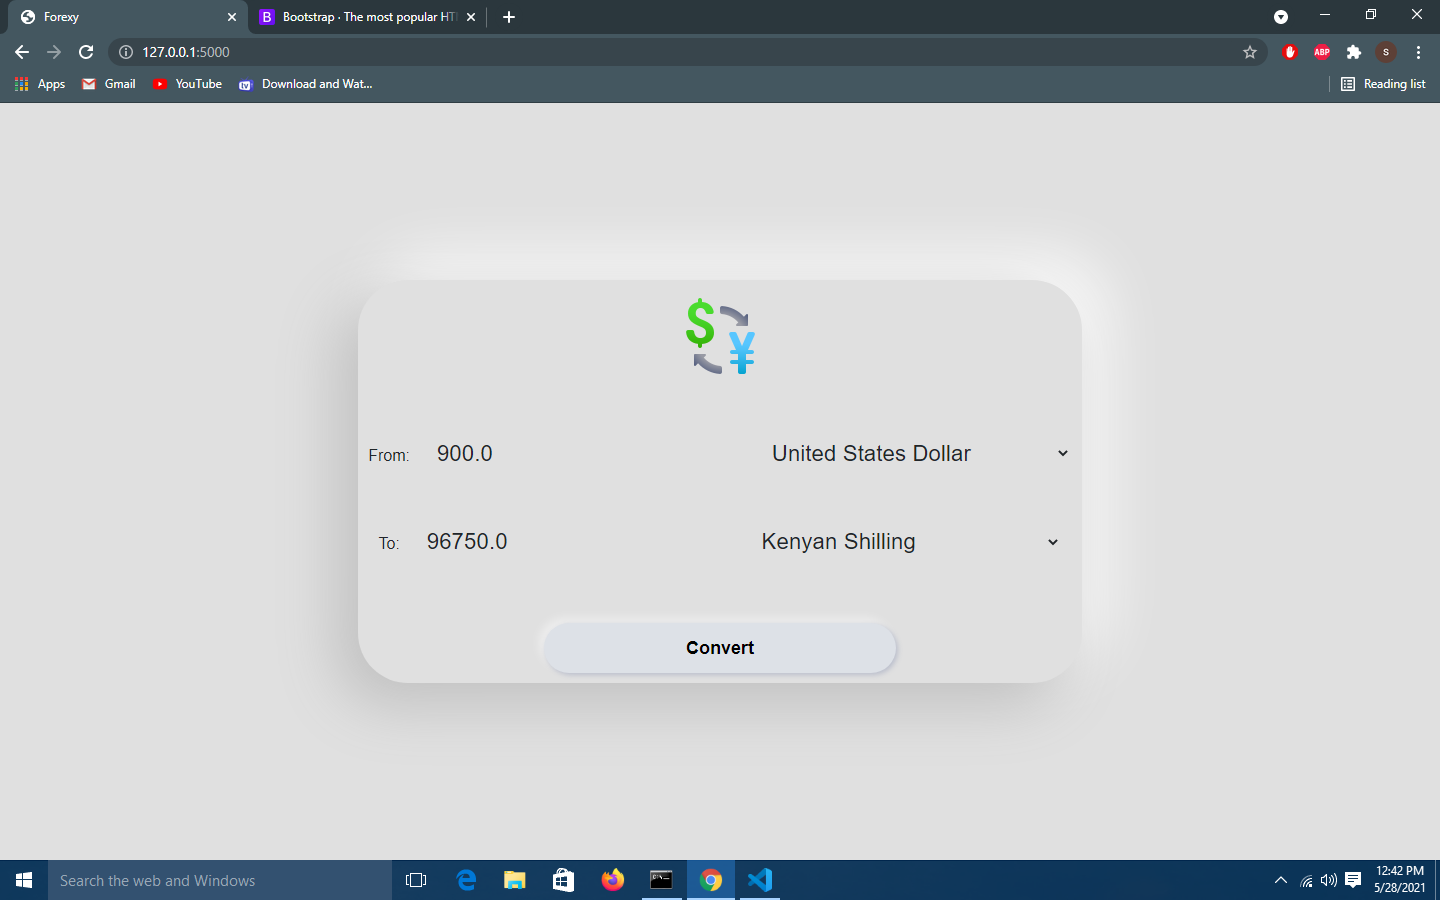 Forexy
Bootstrap · The most popular HT
127.0.0.1:5000
ABP
S
Apps
Gmail
YouTube
tv
Download and Wat...
Reading list
$
¥
From:
900.0
United States Dollar
To:
96750.0
Kenyan Shilling
Convert
Search the web and Windows
12:42 PM
5/28/2021